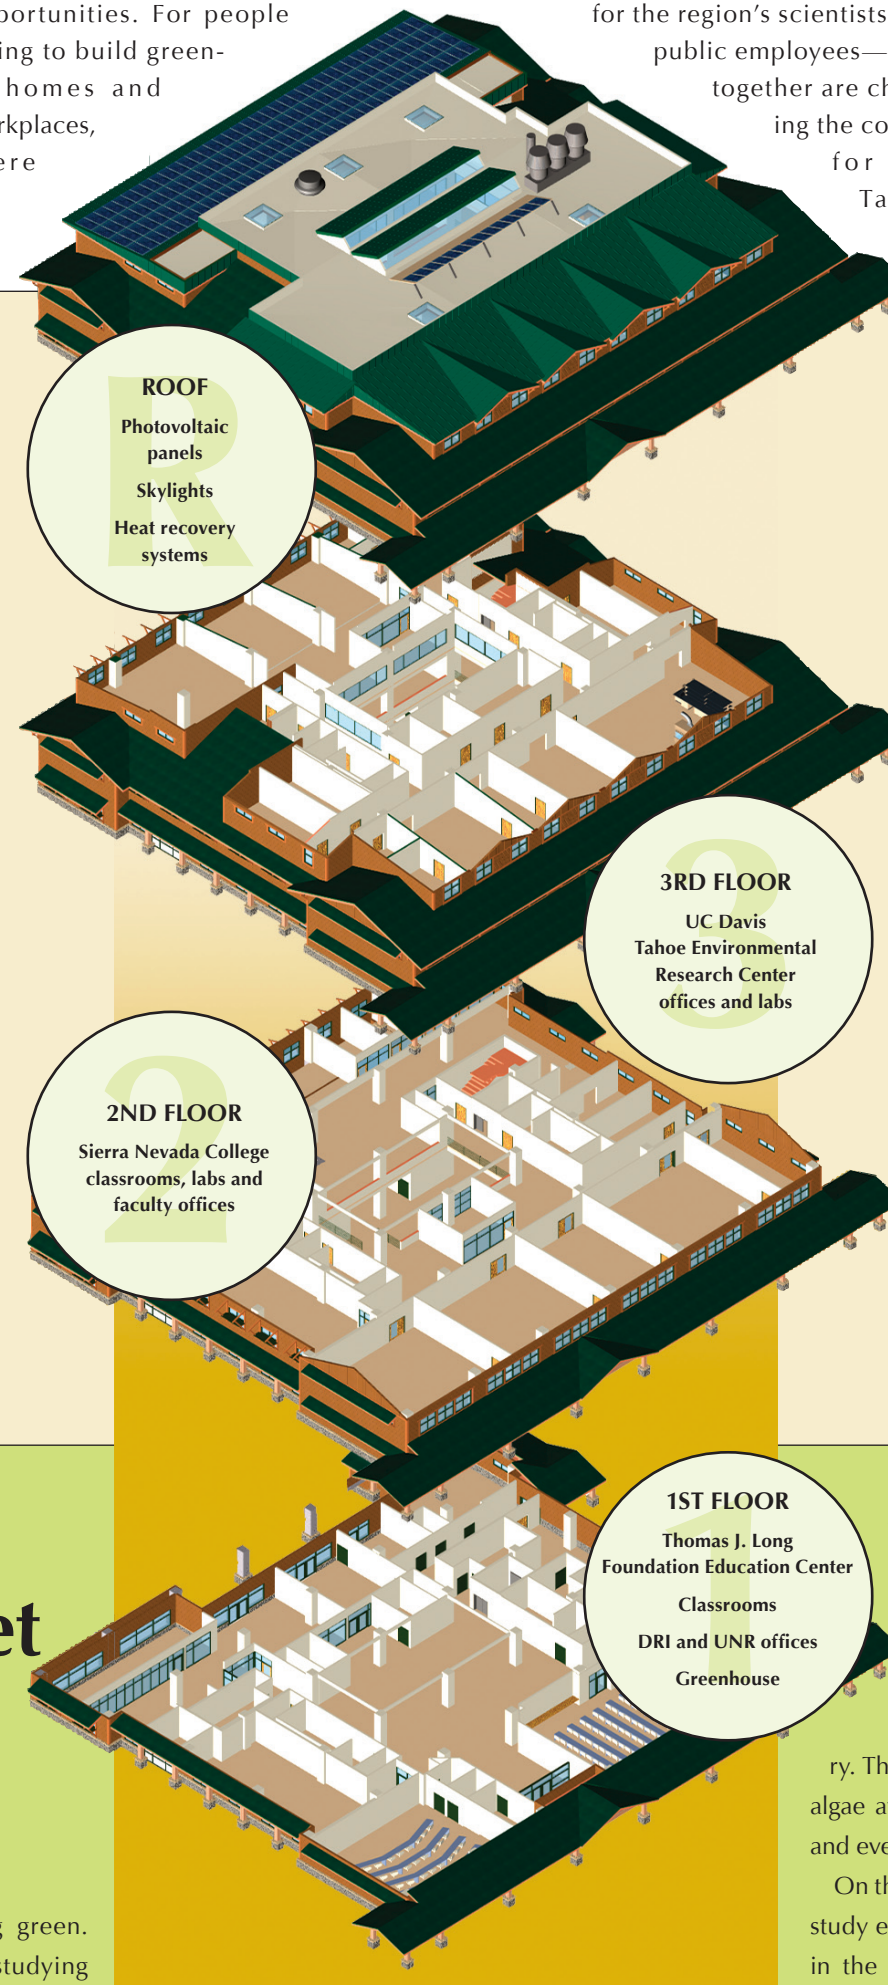 portunities. For people
ing to build green-
homes and
rkplaces,
ere
for the region's scientists
public employees—
together are ch
ing the co
for
Ta
R
ROOF
Photovoltaic
panels
Skylights
Heat recovery
systems
3
3RD FLOOR
UC Davis
Tahoe Environmental
Research Center
offices and labs
2
2ND FLOOR
Sierra Nevada College
classrooms, labs and
faculty offices
1
1ST FLOOR
Thomas J. Long
Foundation Education Center
Classrooms
DRI and UNR offices
Greenhouse
et
g green.
studying
ry. Th
algae a
and eve
On th
study e
in the